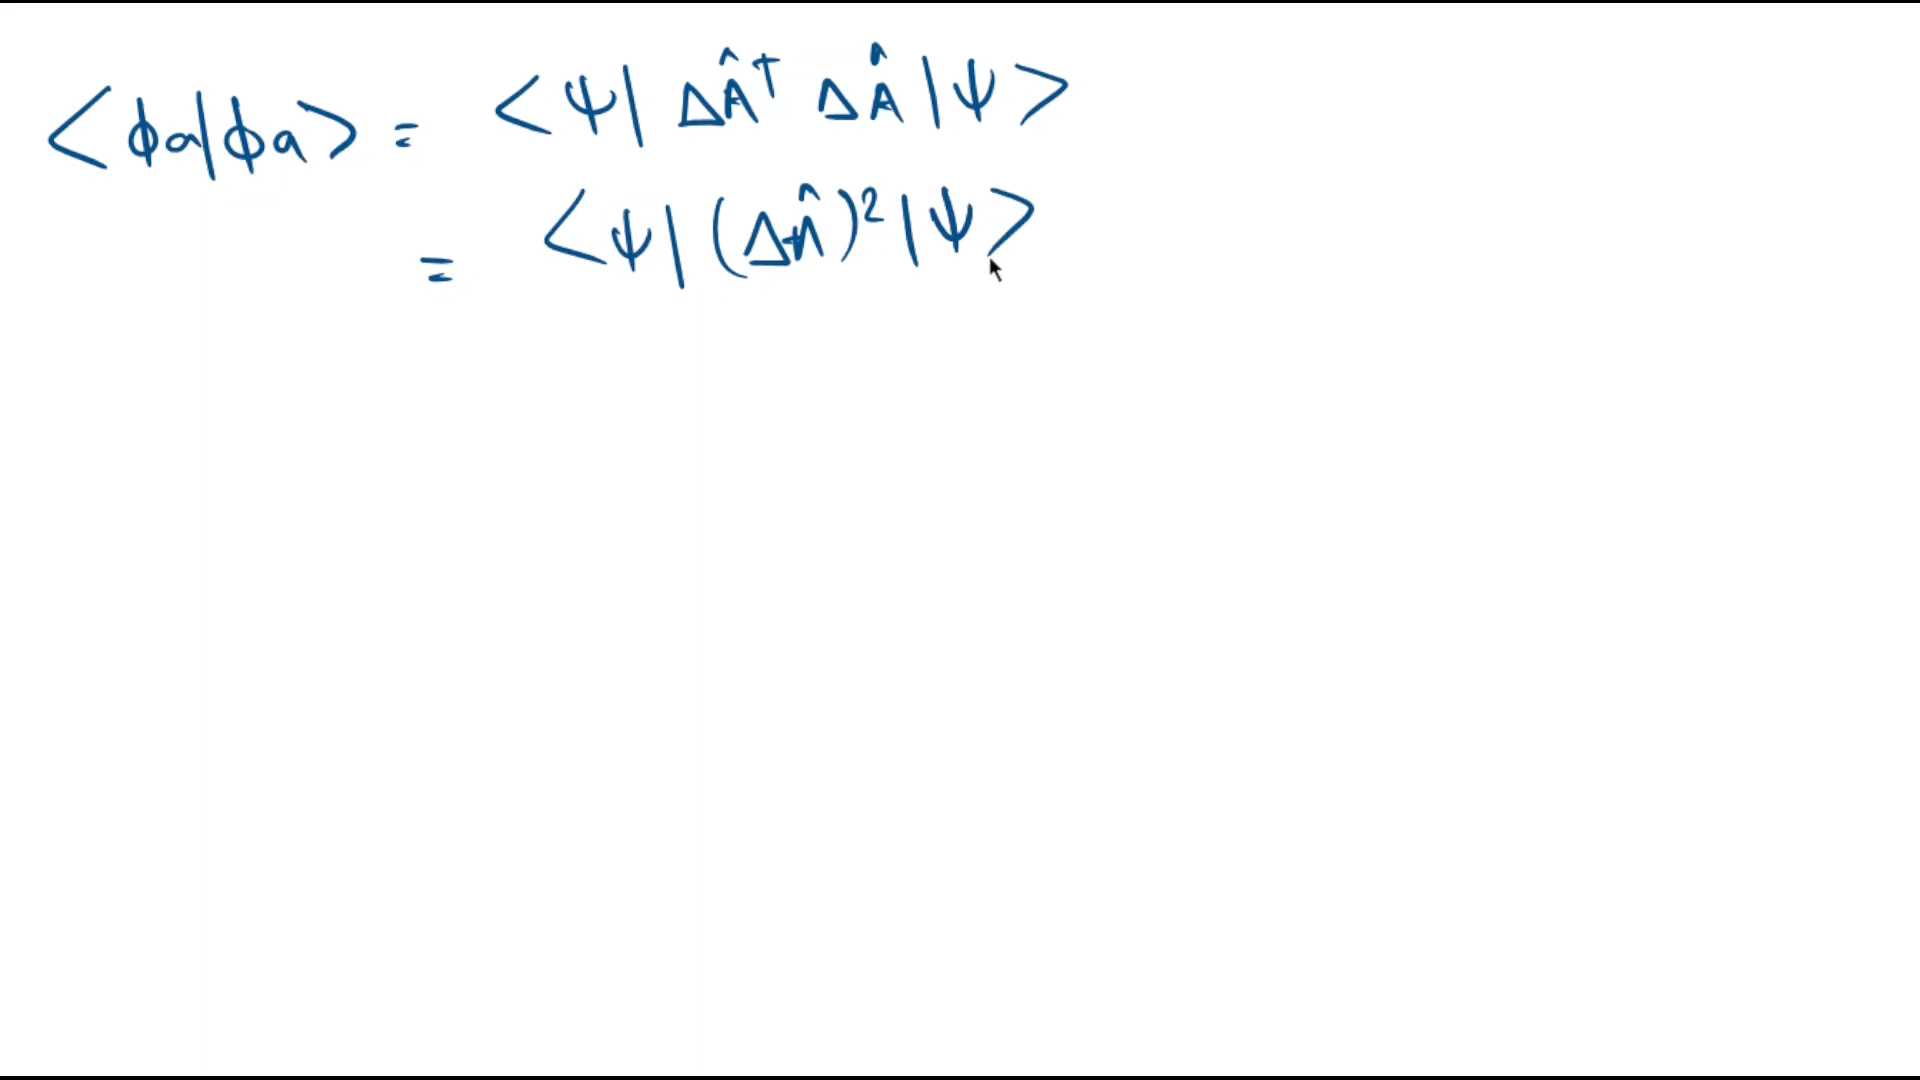 <ϕa|ϕa> = <ψ| ΔÂ† ΔÂ |ψ>
= <ψ| (ΔÂ)² |ψ>